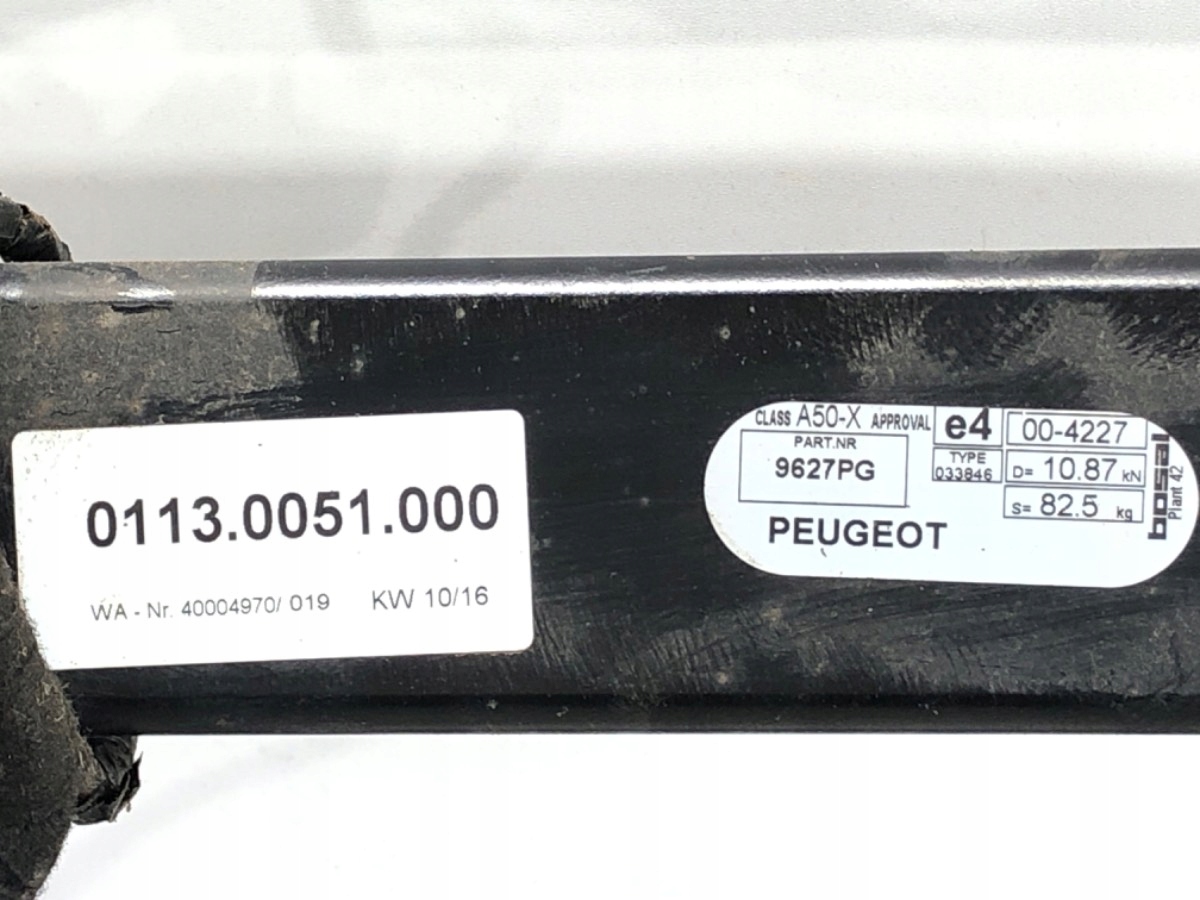 0113.0051.000
WA - Nr. 40004970/ 019 KW 10/16
CLASS A50-X APPROVAL e4 00-4227
PART.NR
9627PG
TYPE
033846
D= 10.87 kN
S= 82.5 kg
PEUGEOT
bosal
Plant 42